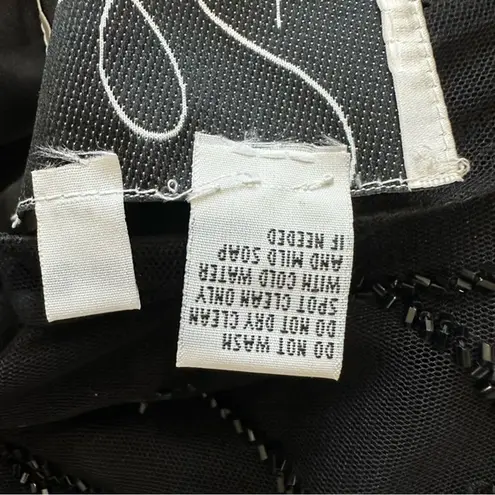 DO NOT WASH
DO NOT DRY CLEAN
SPOT CLEAN ONLY
WITH COLD WATER
AND MILD SOAP
IF NEEDED